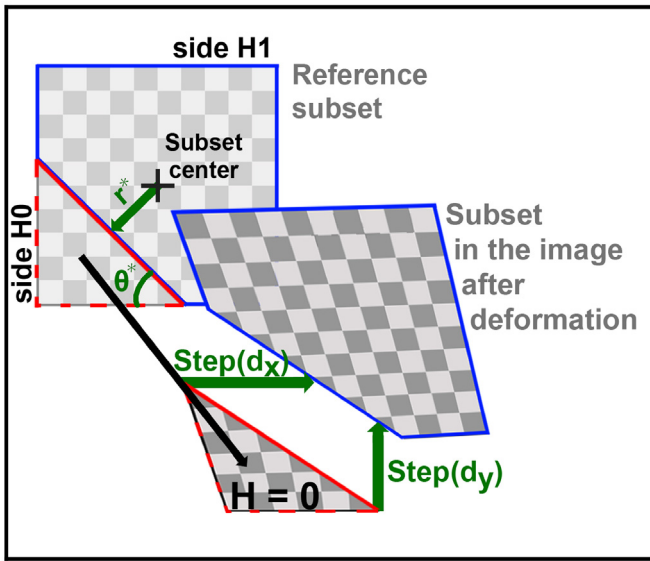 side H1
Reference
subset
Subset
center
r*
side H0
θ*
Subset
in the image
after
deformation
Step(dx)
Step(dy)
H = 0